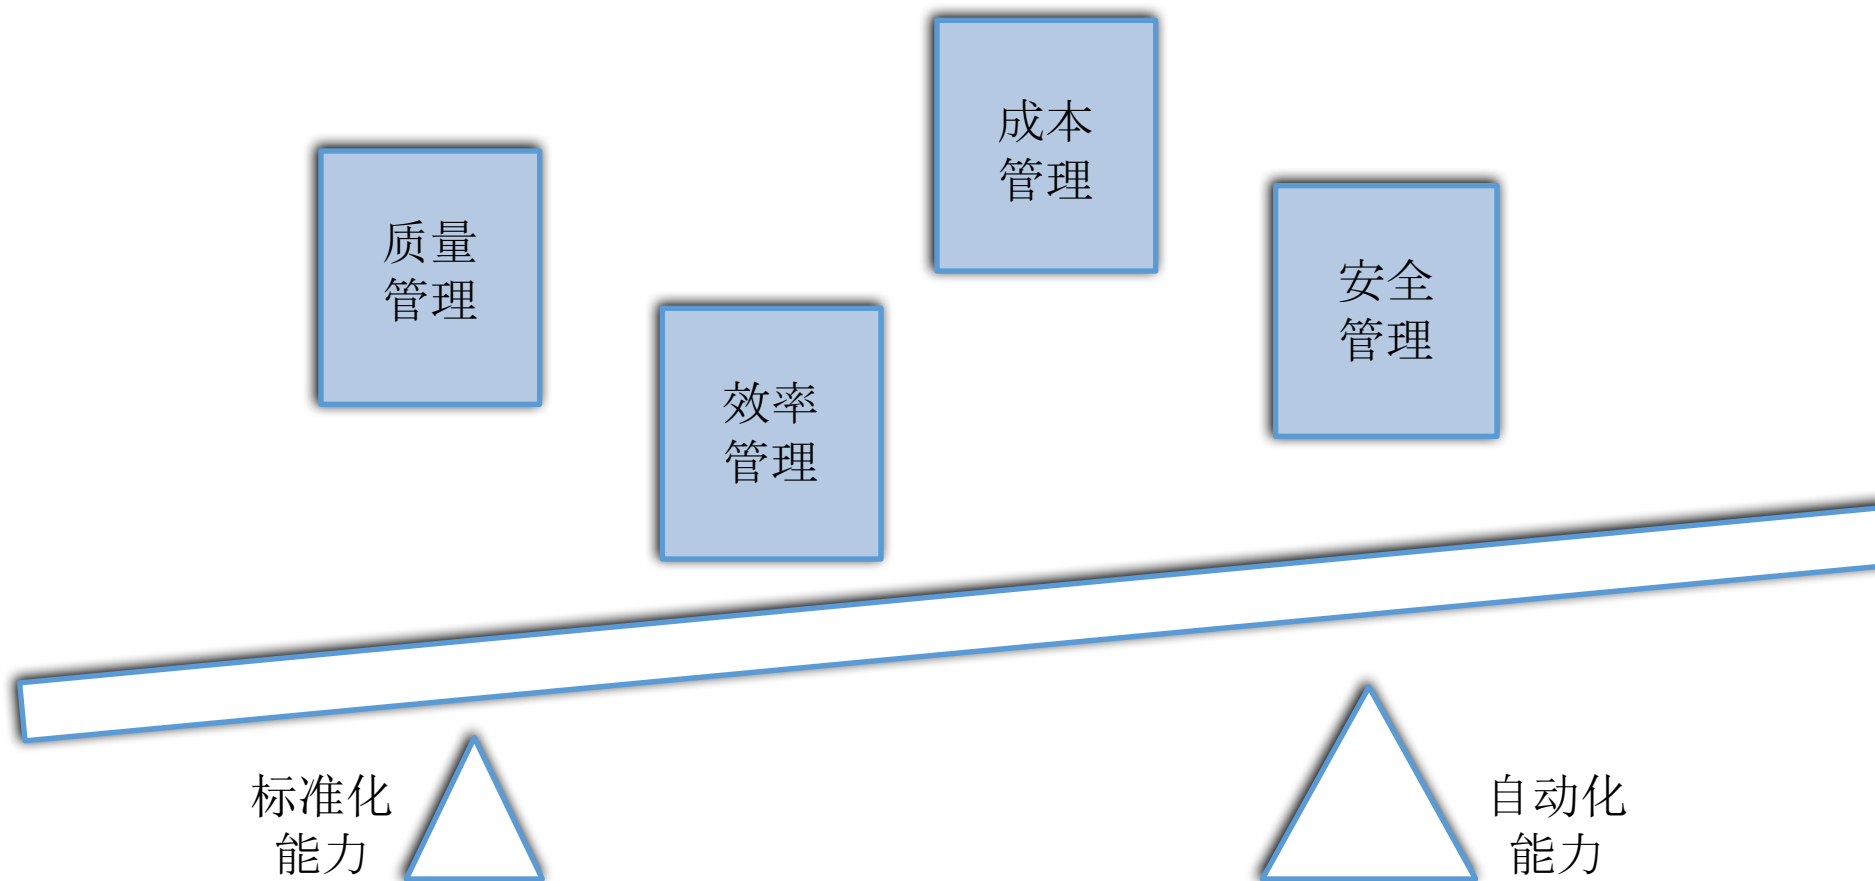 成本
管理
质量
管理
安全
管理
效率
管理
标准化
能力
自动化
能力